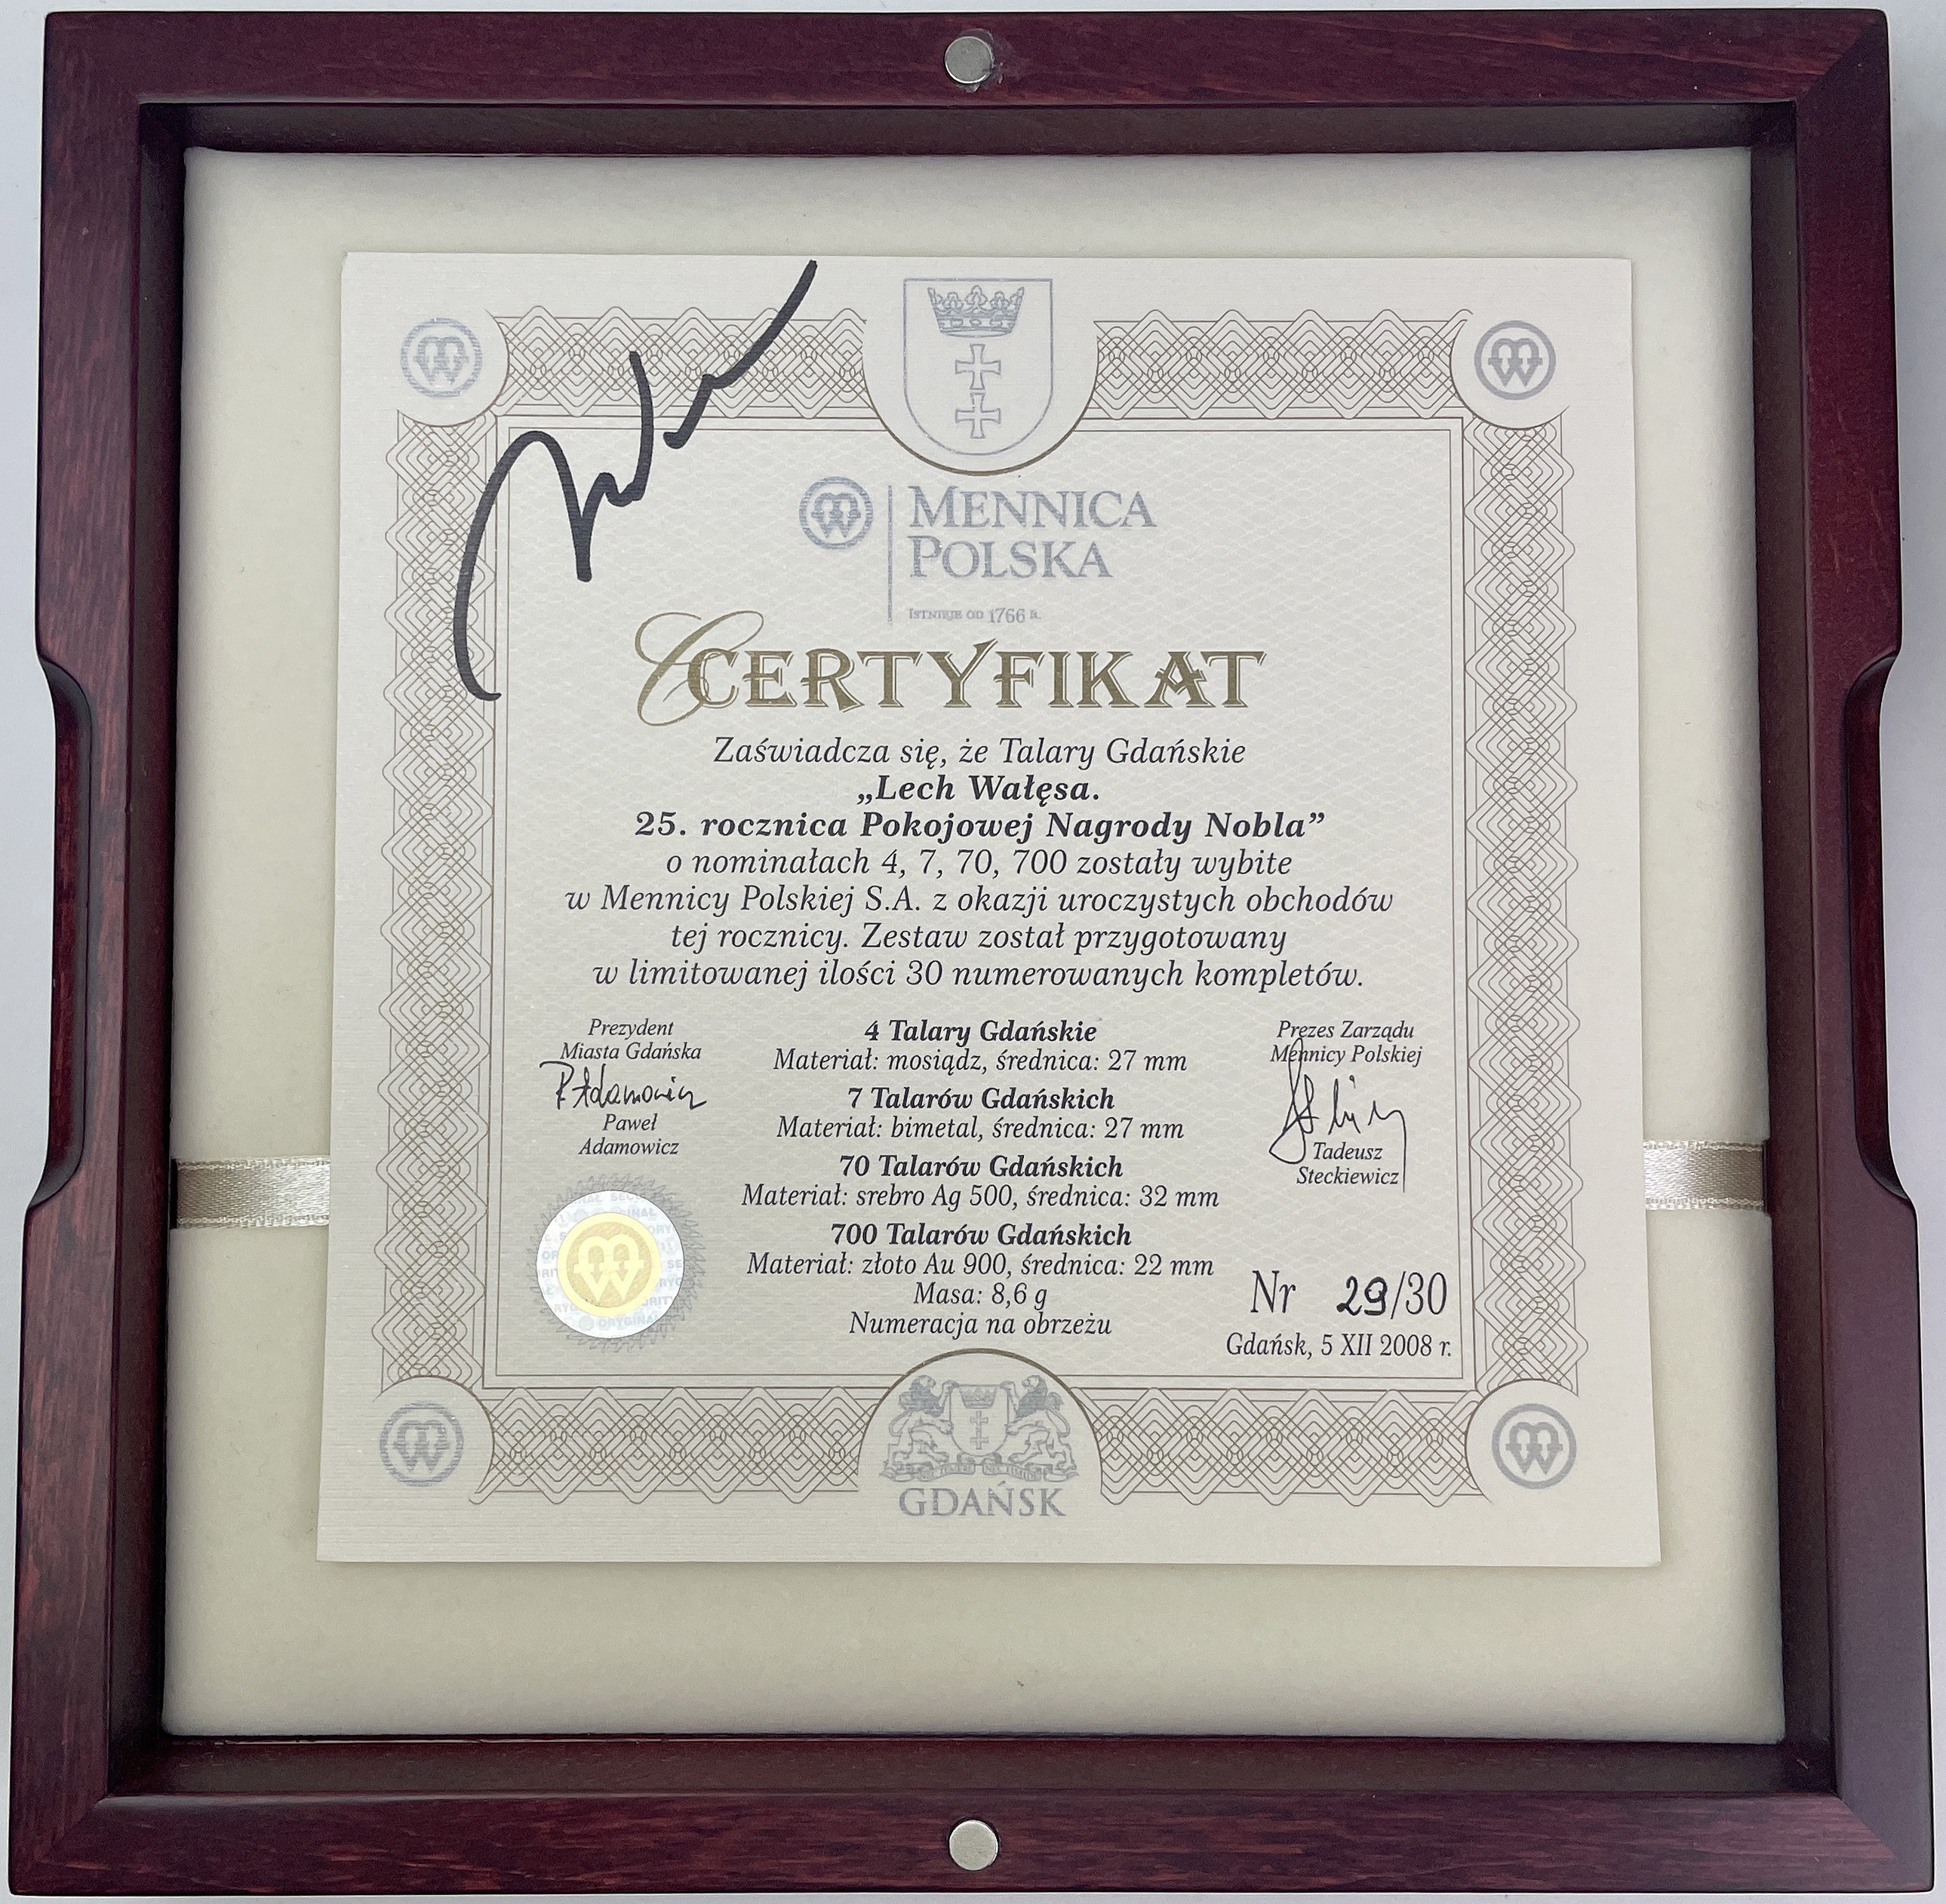 MENNICA
POLSKA
ISTNIEJE OD 1766 R.
CERTYFIKAT
Zaświadcza się, że Talary Gdańskie
„Lech Wałęsa.
25. rocznica Pokojowej Nagrody Nobla”
o nominałach 4, 7, 70, 700 zostały wybite
w Mennicy Polskiej S.A. z okazji uroczystych obchodów
tej rocznicy. Zestaw został przygotowany
w limitowanej ilości 30 numerowanych kompletów.
Prezydent
Miasta Gdańska
P. Adamowicz
Paweł
Adamowicz
4 Talary Gdańskie
Materiał: mosiądz, średnica: 27 mm
7 Talarów Gdańskich
Materiał: bimetal, średnica: 27 mm
70 Talarów Gdańskich
Materiał: srebro Ag 500, średnica: 32 mm
700 Talarów Gdańskich
Materiał: złoto Au 900, średnica: 22 mm
Masa: 8,6 g
Numeracja na obrzeżu
Prezes Zarządu
Mennicy Polskiej
Tadeusz
Steckiewicz
Nr 29/30
Gdańsk, 5 XII 2008 r.
GDAŃSK